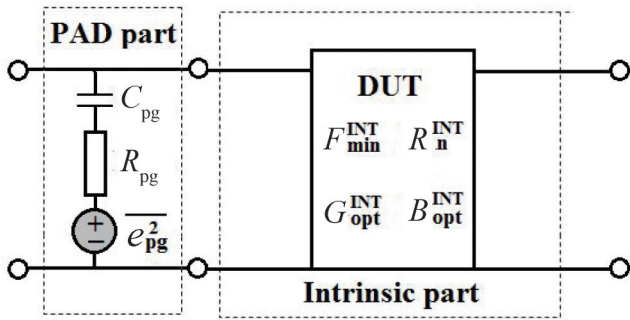 PAD part
DUT
C_pg
F_min^INT R_n^INT
R_pg
G_opt^INT B_opt^INT
+
−
e_pg^2
Intrinsic part